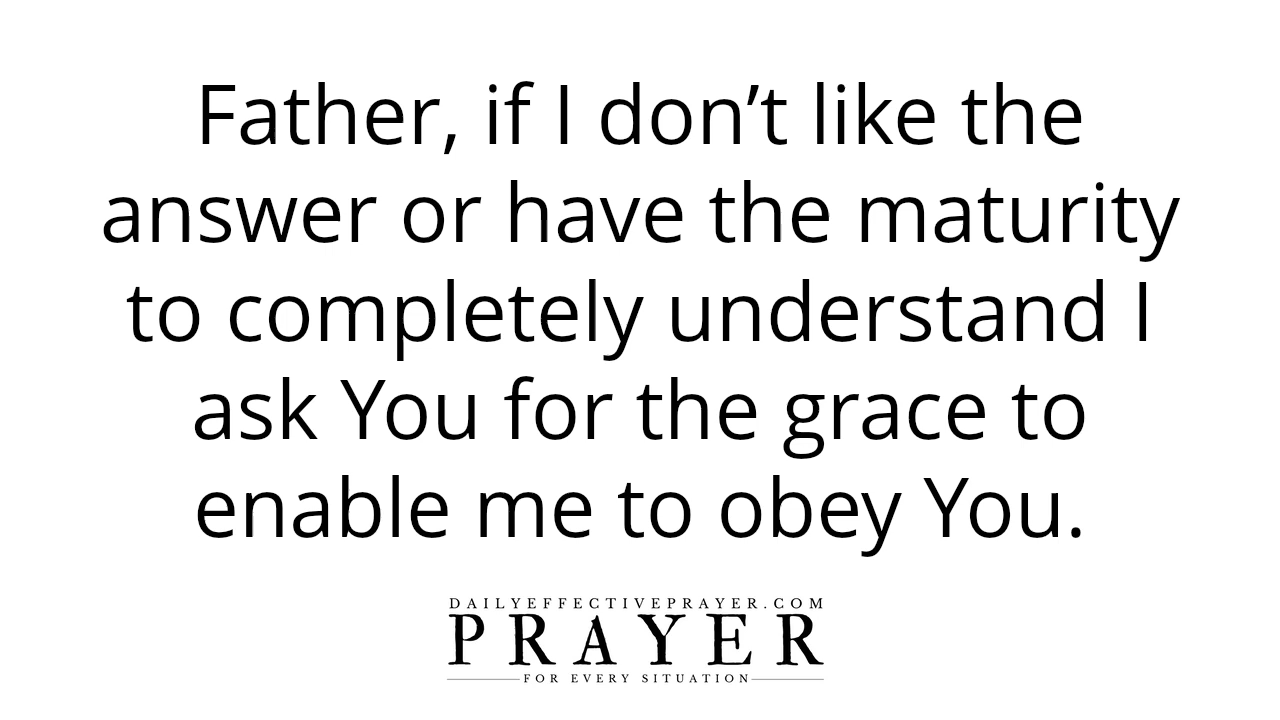 Father, if I don’t like the
answer or have the maturity
to completely understand I
ask You for the grace to
enable me to obey You.
DAILYEFFECTIVEPRAYER.COM
PRAYER
FOR EVERY SITUATION